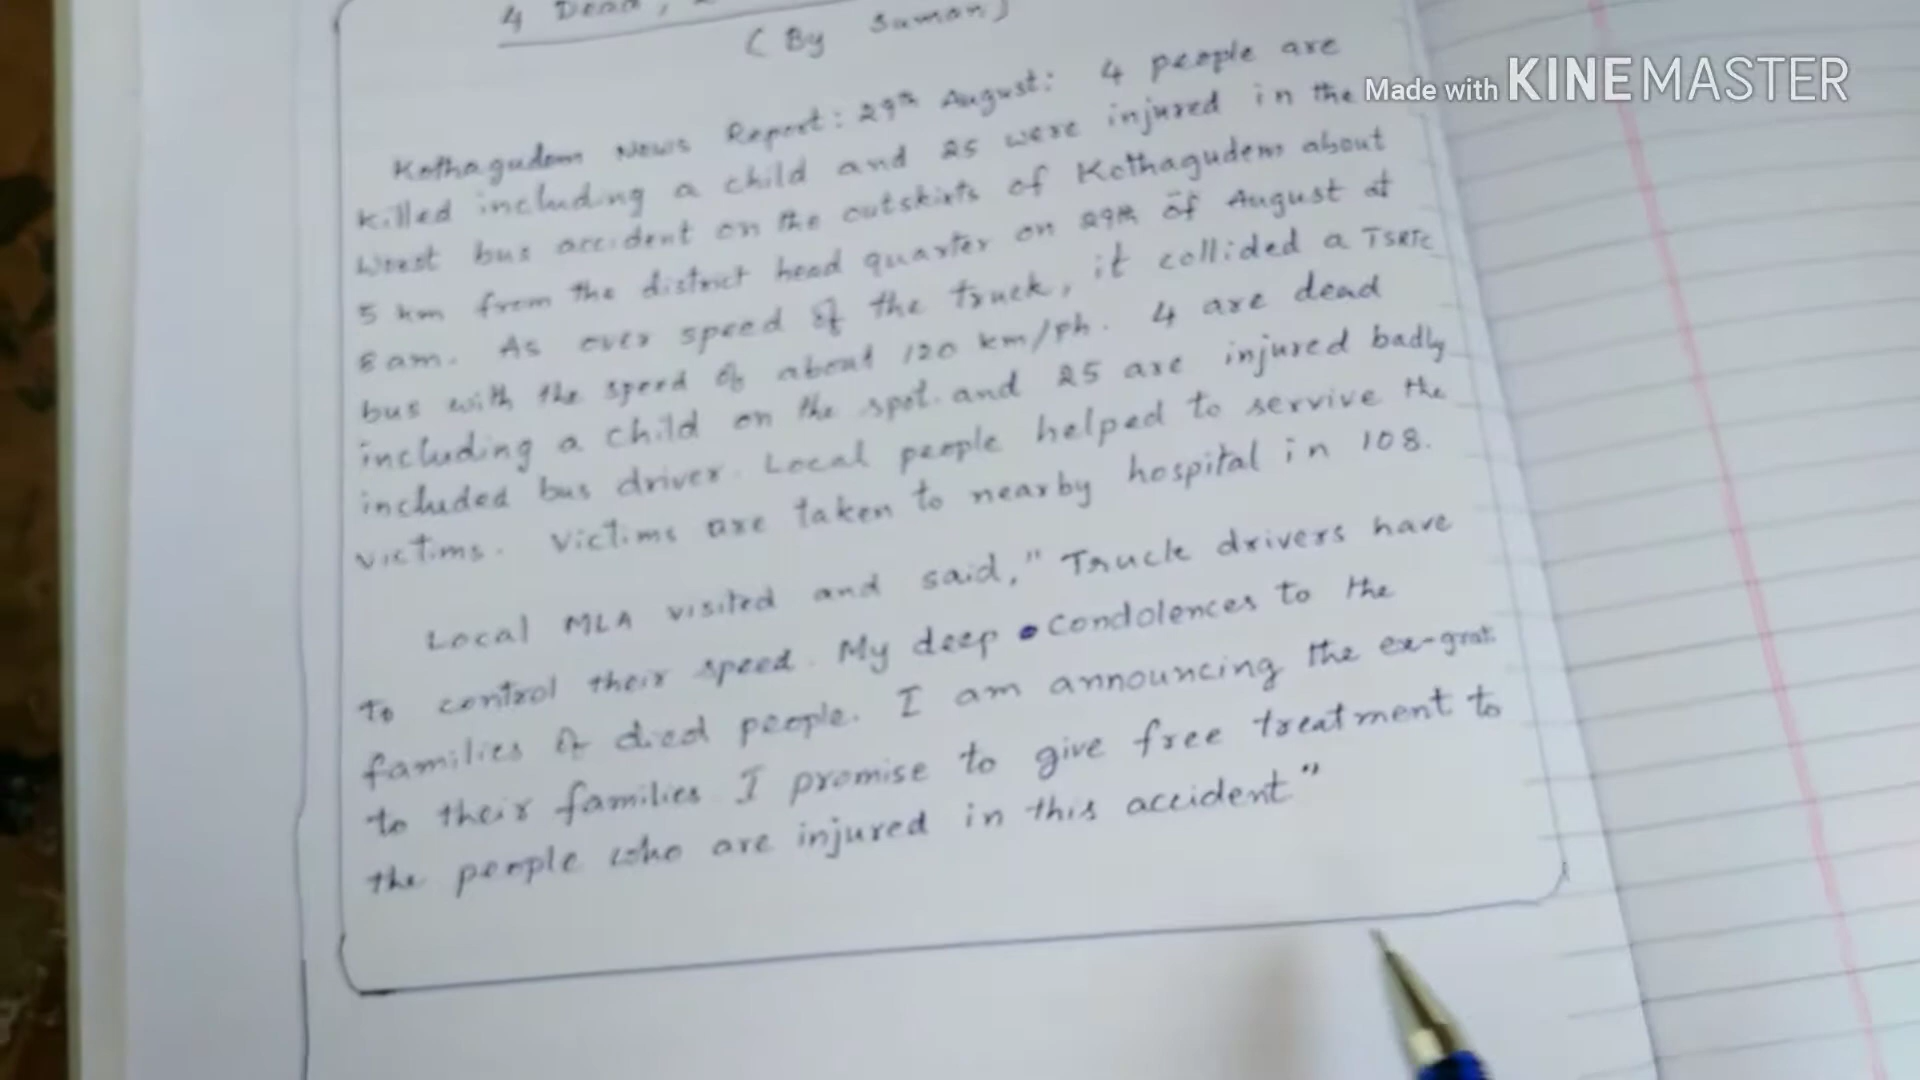 4 Dead,
(By Suman)
Made with KINEMASTER
Kothagudem News Report: 29th August: 4 people are
killed including a child and 25 were injured in the
worst bus accident on the outskirts of Kothagudem about
5 km from the district head quarter on 29th of August at
8 am. As over speed of the truck, it collided a TSRTC
bus with the speed of about 120 km/ph. 4 are dead
including a child on the spot. and 25 are injured badly
included bus driver. Local people helped to servive the
victims. Victims are taken to nearby hospital in 108.
Local MLA visited and said, "Truck drivers have
to control their speed. My deep condolences to the
families of died people. I am announcing the ex-grat
to their families I promise to give free treatment to
the people who are injured in this accident"